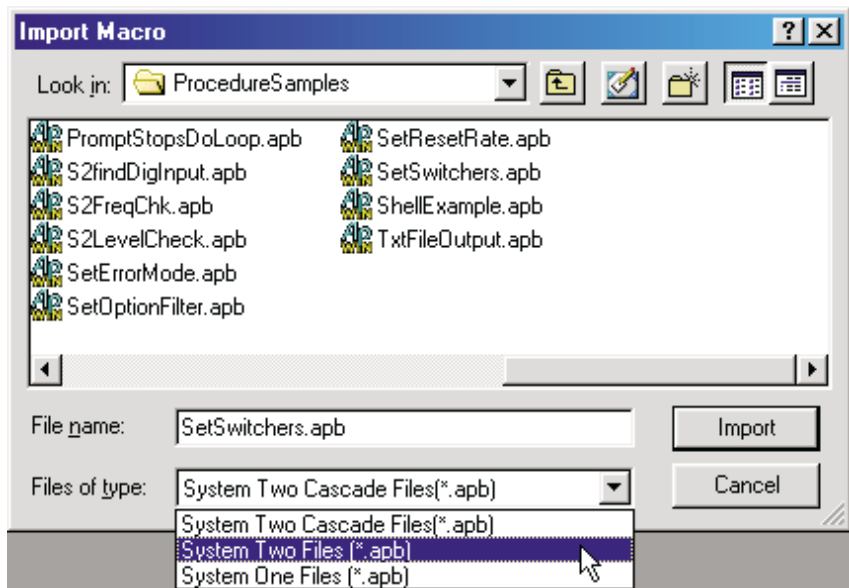 Import Macro
Look in: ProcedureSamples
PromptStopsDoLoop.apb
S2findDigInput.apb
S2FreqChk.apb
S2LevelCheck.apb
SetErrorMode.apb
SetOptionFilter.apb
SetResetRate.apb
SetSwitchers.apb
ShellExample.apb
TxtFileOutput.apb
File name: SetSwitchers.apb
Import
Files of type: System Two Cascade Files(*.apb)
Cancel
System Two Cascade Files(*.apb)
System Two Files (*.apb)
System One Files (*.apb)